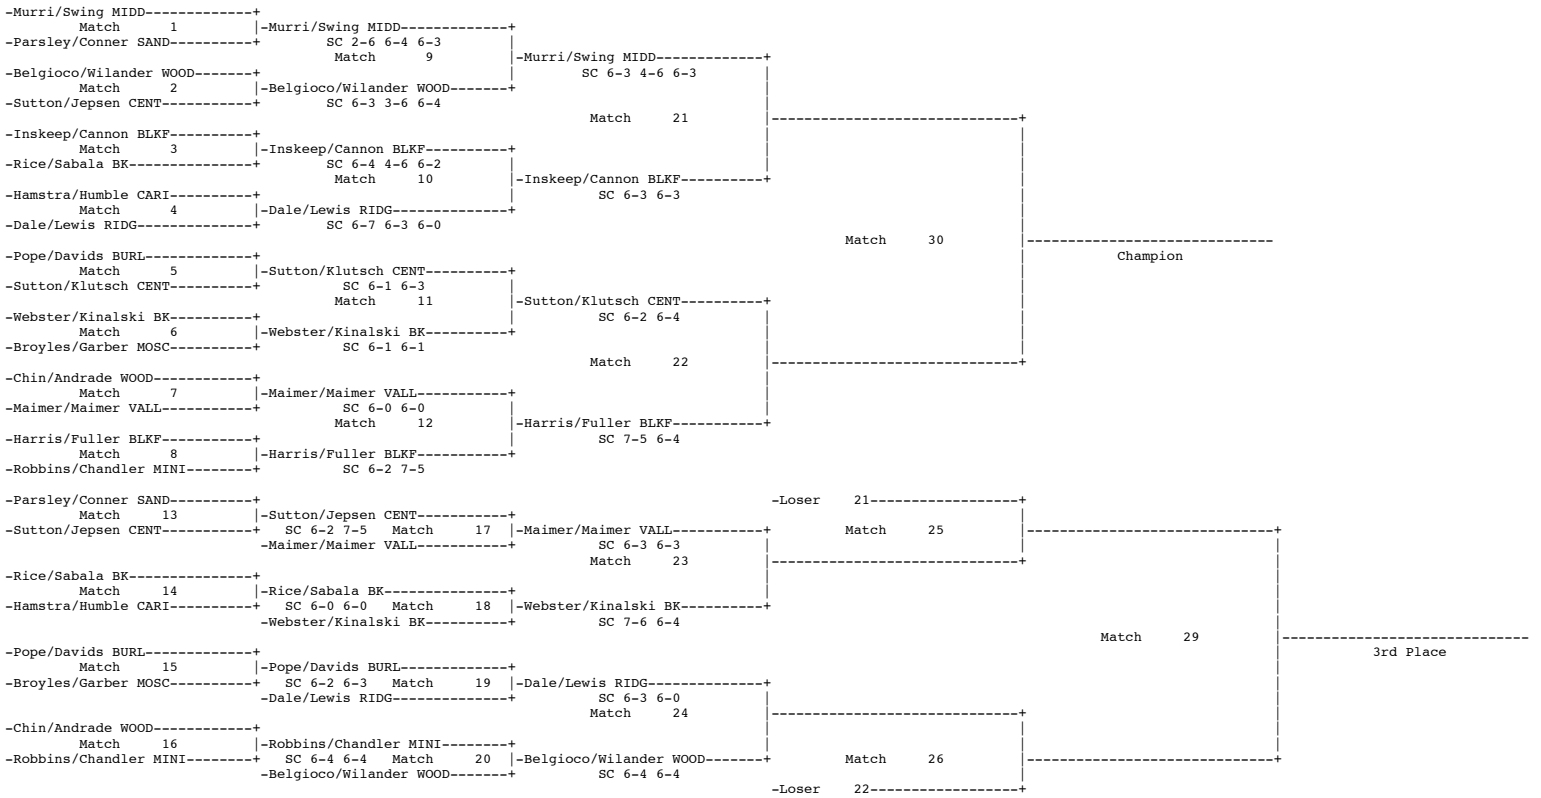 -Murri/Swing MIDD-------------+
Match 1 |-Murri/Swing MIDD-------------+
-Parsley/Conner SAND----------+ SC 2-6 6-4 6-3 |
Match 9 |-Murri/Swing MIDD-------------+
-Belgioco/Wilander WOOD-------+ | SC 6-3 4-6 6-3 |
Match 2 |-Belgioco/Wilander WOOD-------+ |
-Sutton/Jepsen CENT-----------+ SC 6-3 3-6 6-4 |
Match 21 |------------------------------+
-Inskeep/Cannon BLKF----------+ | |
Match 3 |-Inskeep/Cannon BLKF----------+ | |
-Rice/Sabala BK---------------+ SC 6-4 4-6 6-2 | | |
Match 10 |-Inskeep/Cannon BLKF----------+ |
-Hamstra/Humble CARI----------+ | SC 6-3 6-3 |
Match 4 |-Dale/Lewis RIDG--------------+ |
-Dale/Lewis RIDG--------------+ SC 6-7 6-3 6-0 |
Match 30 |------------------------------
-Pope/Davids BURL-------------+ | Champion
Match 5 |-Sutton/Klutsch CENT----------+ |
-Sutton/Klutsch CENT----------+ SC 6-1 6-3 | |
Match 11 |-Sutton/Klutsch CENT----------+ |
-Webster/Kinalski BK----------+ | SC 6-2 6-4 | |
Match 6 |-Webster/Kinalski BK----------+ | |
-Broyles/Garber MOSC----------+ SC 6-1 6-1 | |
Match 22 |------------------------------+
-Chin/Andrade WOOD------------+ |
Match 7 |-Maimer/Maimer VALL-----------+ |
-Maimer/Maimer VALL-----------+ SC 6-0 6-0 | |
Match 12 |-Harris/Fuller BLKF-----------+
-Harris/Fuller BLKF-----------+ | SC 7-5 6-4
Match 8 |-Harris/Fuller BLKF-----------+
-Robbins/Chandler MINI--------+ SC 6-2 7-5
-Parsley/Conner SAND----------+ -Loser 21------------------+
Match 13 |-Sutton/Jepsen CENT-----------+ |
-Sutton/Jepsen CENT-----------+ SC 6-2 7-5 Match 17 |-Maimer/Maimer VALL-----------+ Match 25 |------------------------------+
-Maimer/Maimer VALL-----------+ SC 6-3 6-3 | | |
Match 23 |------------------------------+ |
-Rice/Sabala BK---------------+ | |
Match 14 |-Rice/Sabala BK---------------+ | |
-Hamstra/Humble CARI----------+ SC 6-0 6-0 Match 18 |-Webster/Kinalski BK----------+ |
-Webster/Kinalski BK----------+ SC 7-6 6-4 |
Match 29 |------------------------------
-Pope/Davids BURL-------------+ | 3rd Place
Match 15 |-Pope/Davids BURL-------------+ |
-Broyles/Garber MOSC----------+ SC 6-2 6-3 Match 19 |-Dale/Lewis RIDG--------------+ |
-Dale/Lewis RIDG--------------+ SC 6-3 6-0 | |
Match 24 |------------------------------+ |
-Chin/Andrade WOOD------------+ | | |
Match 16 |-Robbins/Chandler MINI--------+ | | |
-Robbins/Chandler MINI--------+ SC 6-4 6-4 Match 20 |-Belgioco/Wilander WOOD-------+ Match 26 |------------------------------+
-Belgioco/Wilander WOOD-------+ SC 6-4 6-4 |
-Loser 22------------------+